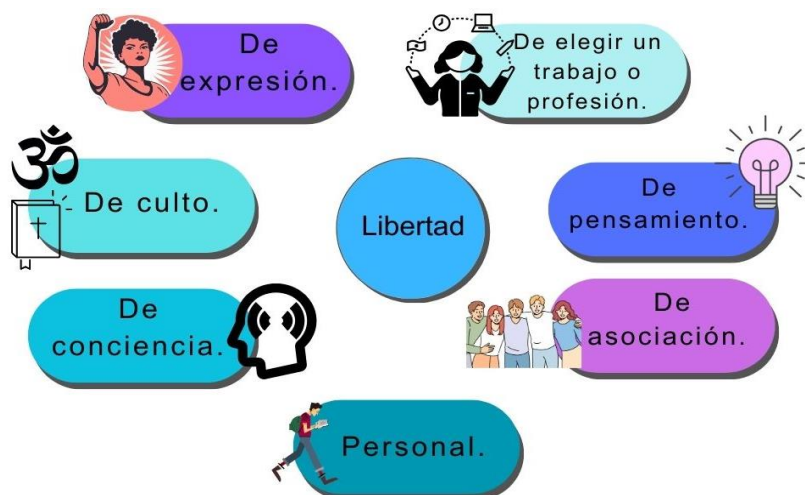 De
expresión.
De elegir un
trabajo o
profesión.
De culto.
Libertad
De
pensamiento.
De
conciencia.
De
asociación.
Personal.